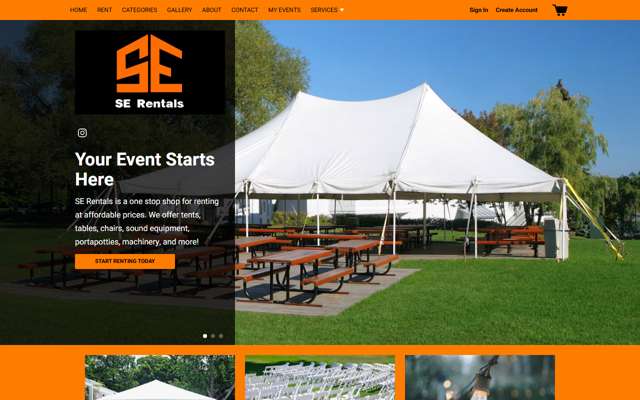 HOME RENT CATEGORIES GALLERY ABOUT CONTACT MY EVENTS SERVICES Sign In Create Account
SE
SE Rentals
Your Event Starts
Here
SE Rentals is a one stop shop for renting
at affordable prices. We offer tents,
tables, chairs, sound equipment,
portapotties, machinery, and more!
START RENTING TODAY